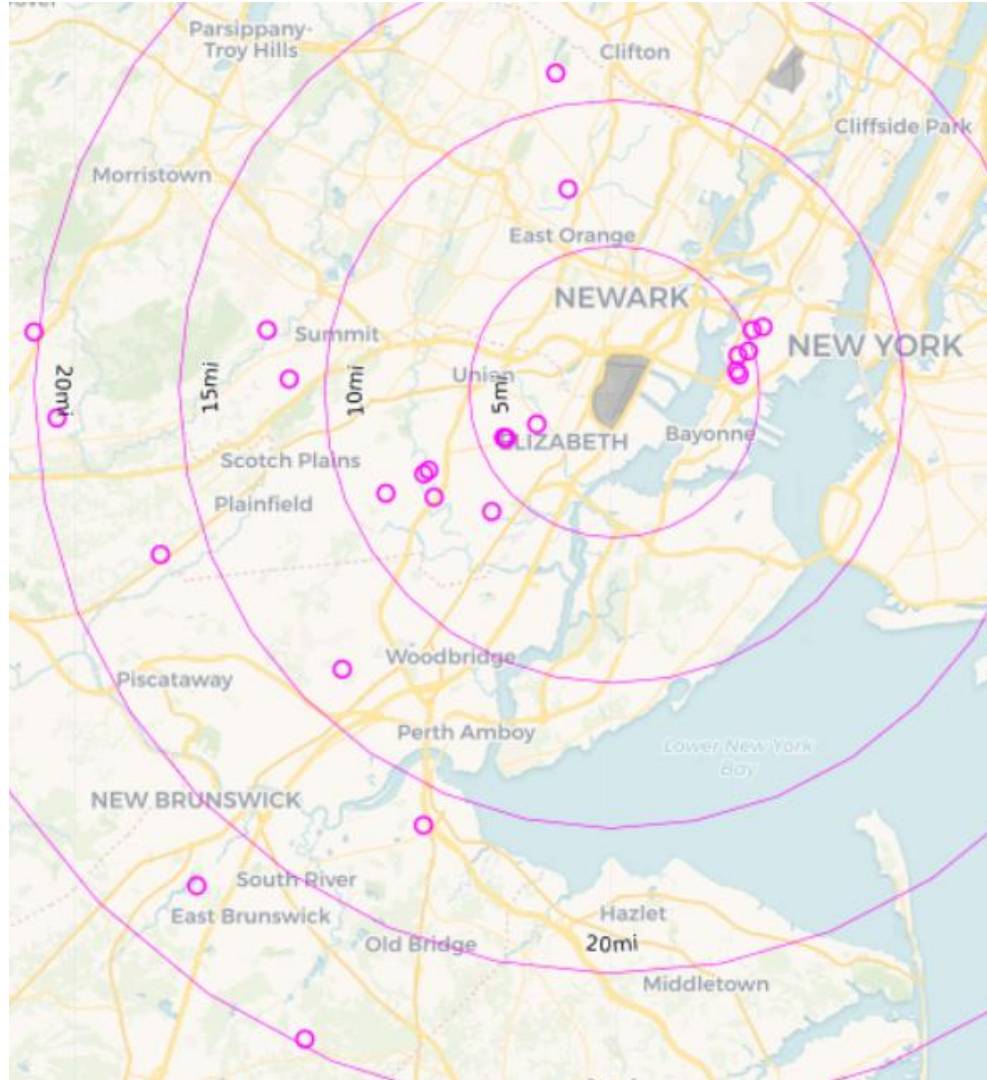 Parsippany-
Troy Hills
Clifton
Cliffside Park
Morristown
East Orange
NEWARK
Summit
NEW YORK
Union
20mi
15mi
10mi
5mi
LIZABETH
Bayonne
Scotch Plains
Plainfield
Woodbridge
Piscataway
Perth Amboy
Lower New York
Bay
NEW BRUNSWICK
South River
East Brunswick
Hazlet
Old Bridge
20mi
Middletown